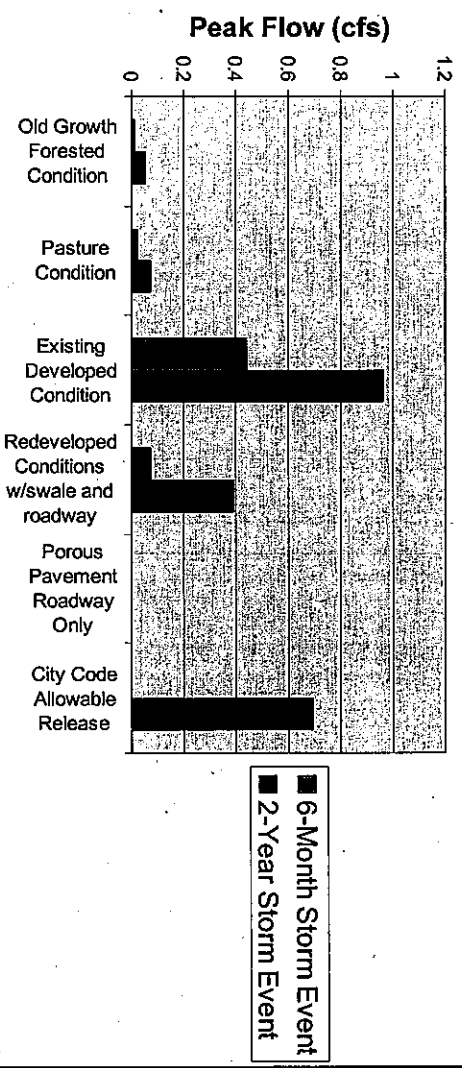 Peak Flow (cfs)
1.2
1
0.8
0.6
0.4
0.2
0
Old Growth
Forested
Condition
Pasture
Condition
Existing
Developed
Condition
Redeveloped
Conditions
w/swale and
roadway
Porous
Pavement
Roadway
Only
City Code
Allowable
Release
6-Month Storm Event
2-Year Storm Event